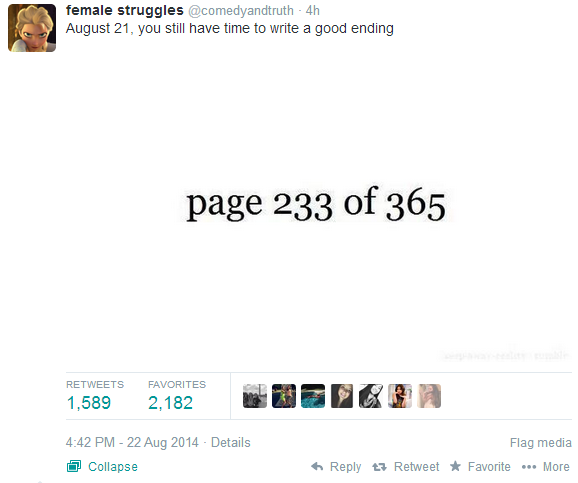 female struggles @comedyandtruth · 4h
August 21, you still have time to write a good ending
page 233 of 365
RETWEETS FAVORITES
1,589 2,182
4:42 PM - 22 Aug 2014 · Details Flag media
Collapse Reply Retweet Favorite More